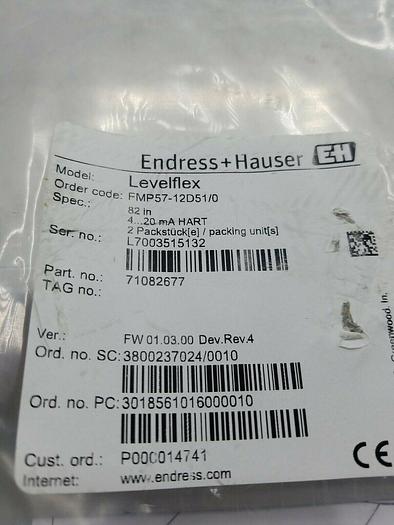 Endress+Hauser EH
Model: Levelflex
Order code: FMP57-12D51/0
Spec.: 82 in
4...20 mA HART
2 Packstück[e] / packing unit[s]
Ser. no.: L7003515132
Part. no.: 71082677
TAG no.:
Ver.: FW 01.03.00 Dev.Rev.4
Ord. no. SC: 3800237024/0010
Ord. no. PC: 3018561016000010
Cust. ord.: P000014741
Internet: www.endress.com
CE
Greenwood, In.